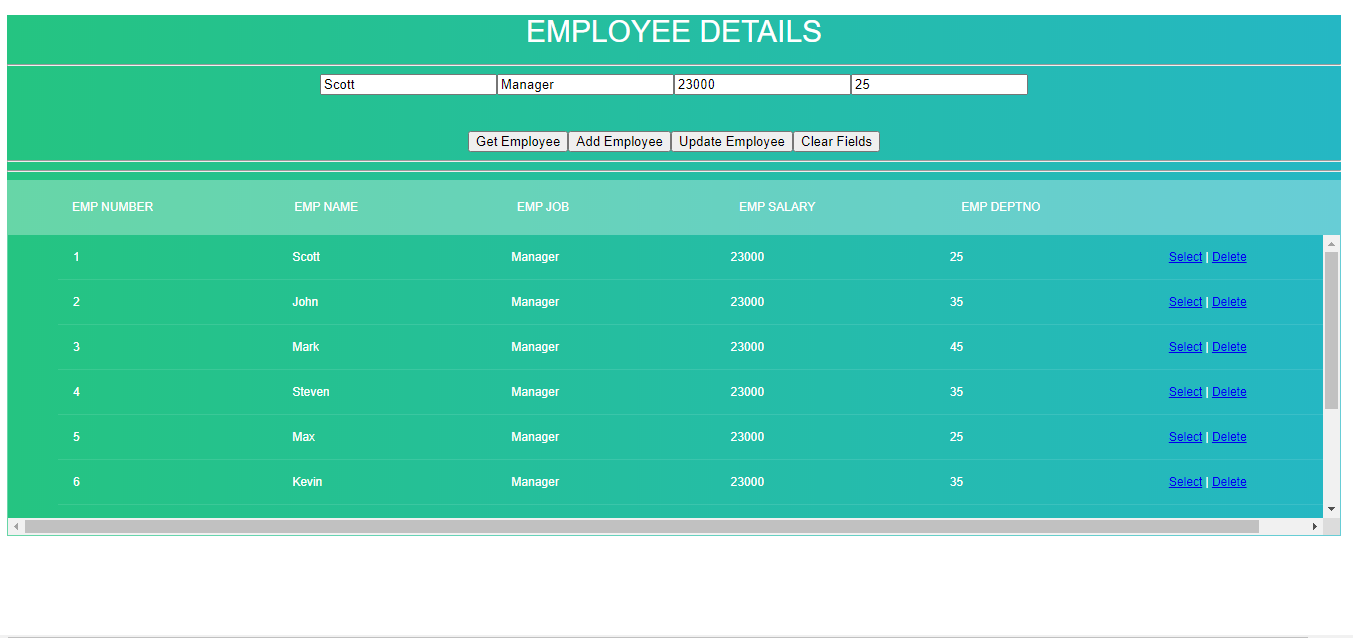 EMPLOYEE DETAILS
Scott Manager 23000 25
Get Employee Add Employee Update Employee Clear Fields
EMP NUMBER EMP NAME EMP JOB EMP SALARY EMP DEPTNO
1 Scott Manager 23000 25 Select | Delete
2 John Manager 23000 35 Select | Delete
3 Mark Manager 23000 45 Select | Delete
4 Steven Manager 23000 35 Select | Delete
5 Max Manager 23000 25 Select | Delete
6 Kevin Manager 23000 35 Select | Delete